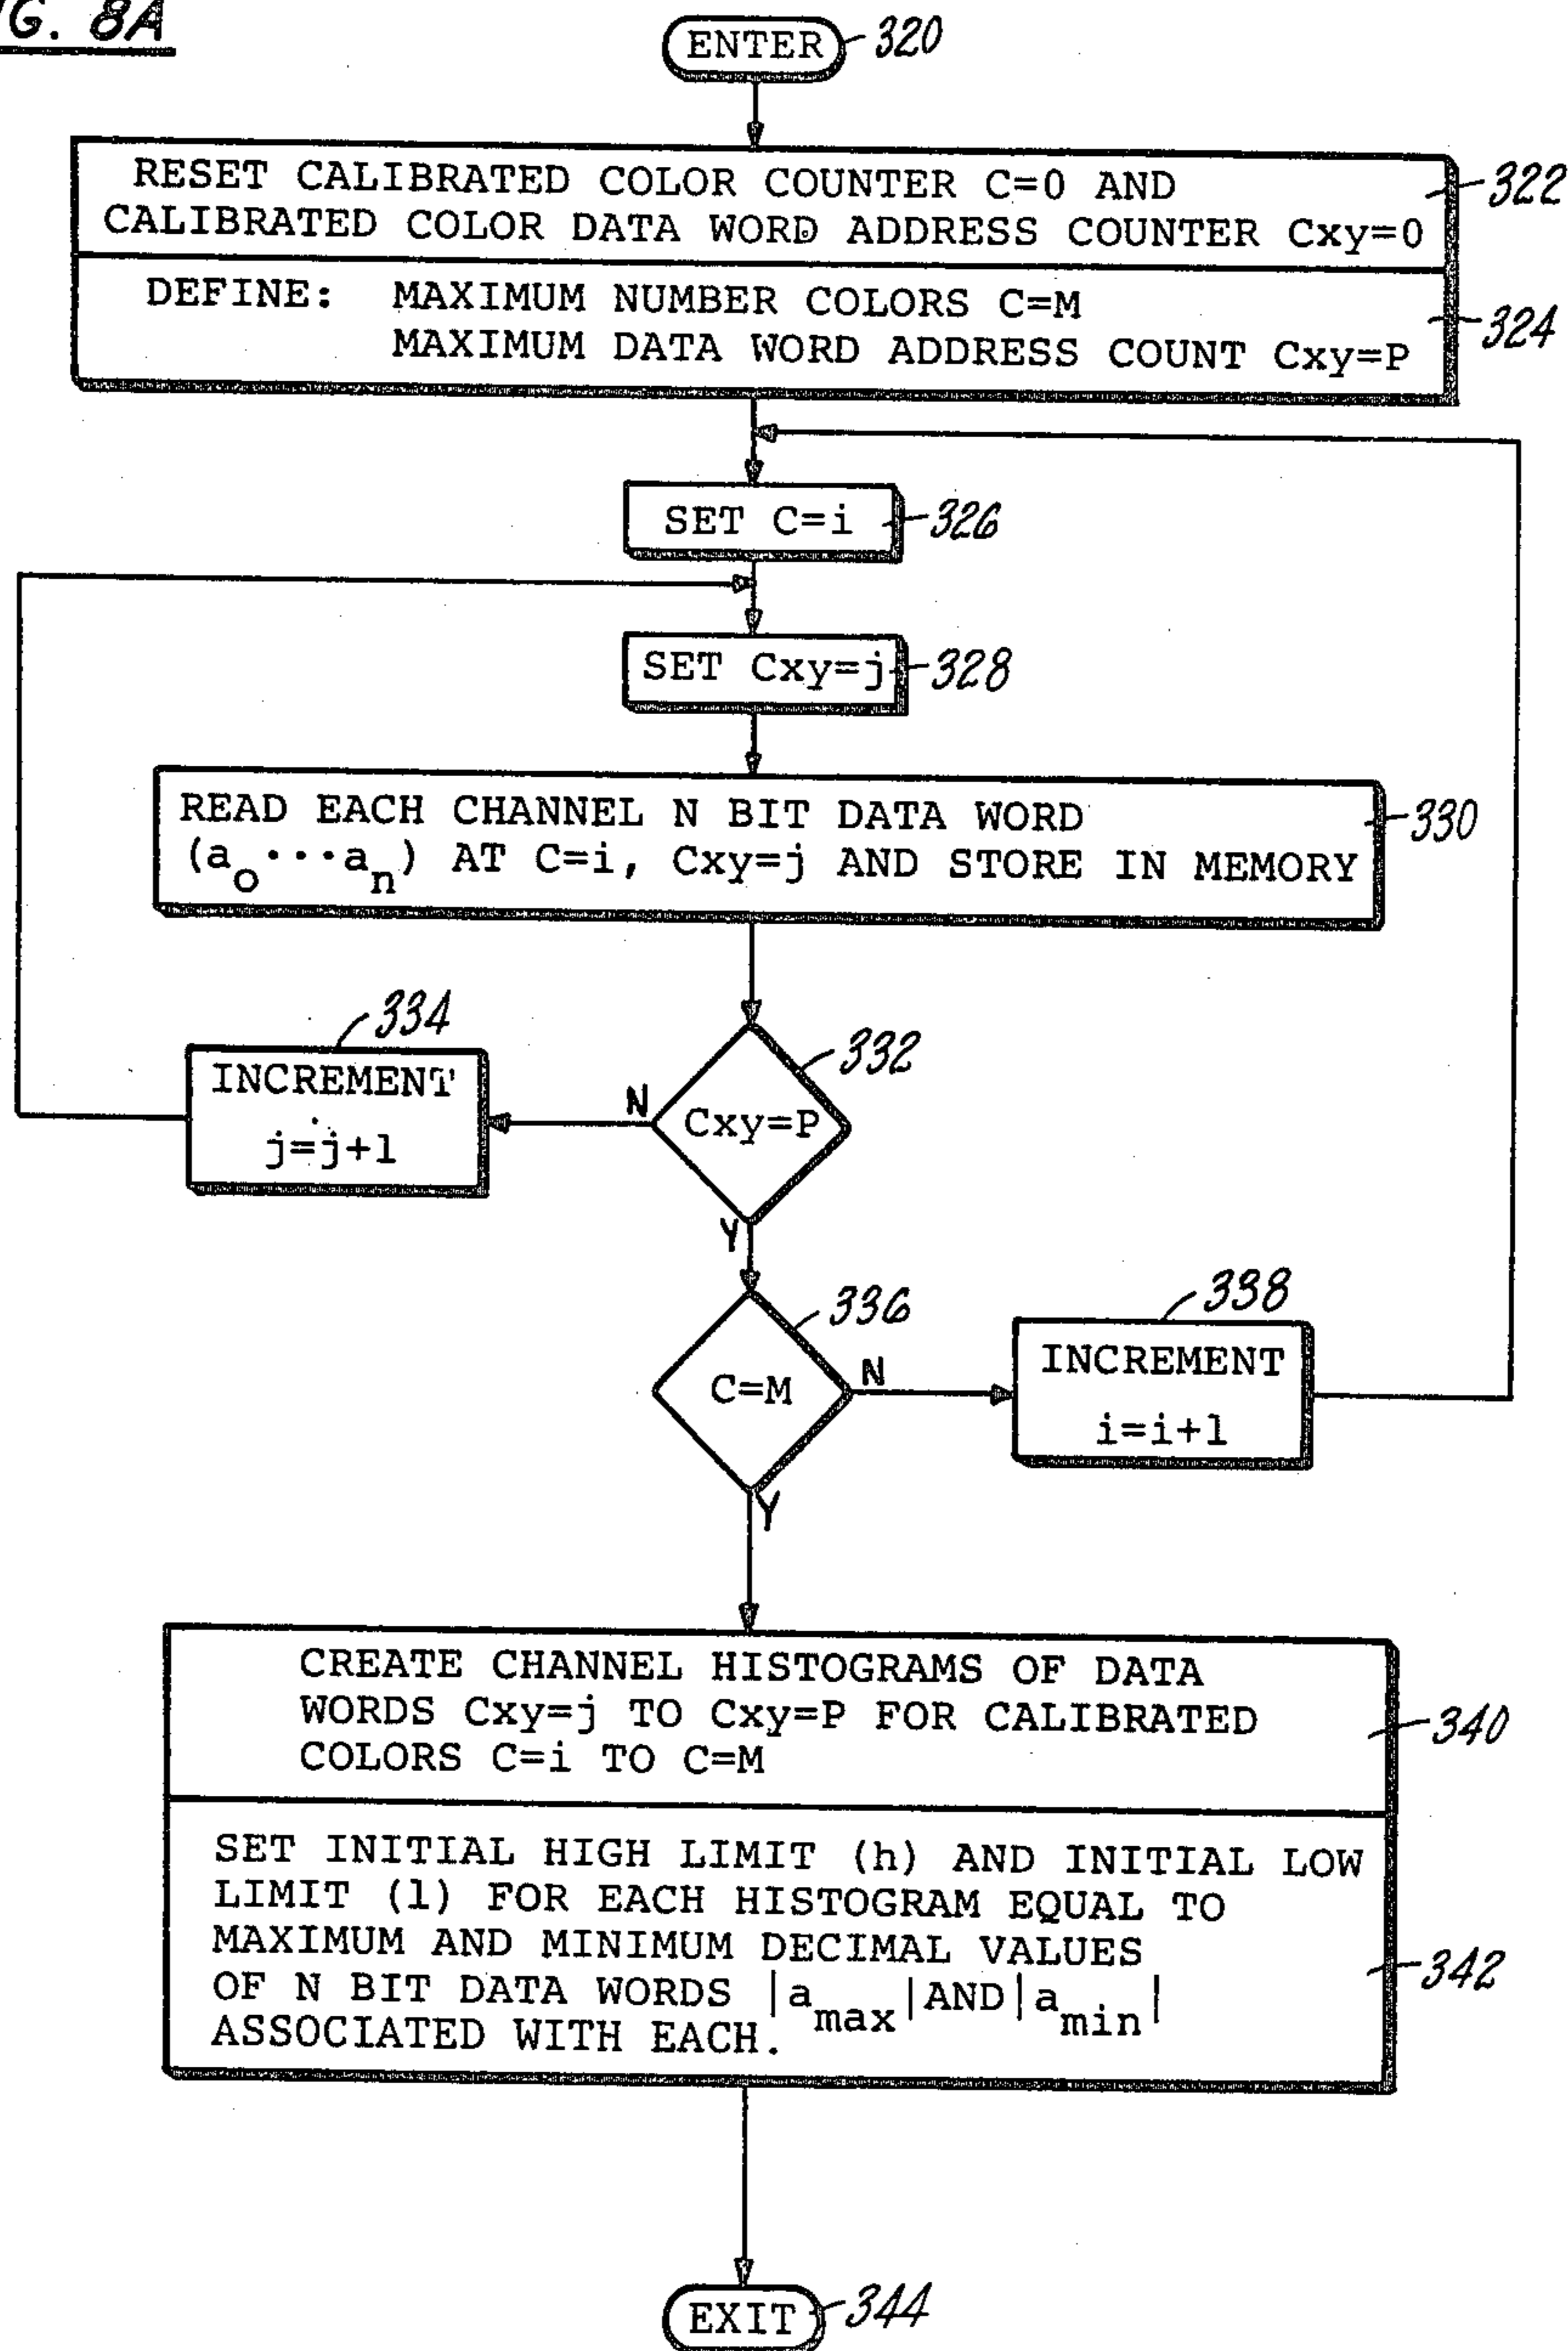 G. 8A
ENTER 320
RESET CALIBRATED COLOR COUNTER C=0 AND
CALIBRATED COLOR DATA WORD ADDRESS COUNTER Cxy=0
322
DEFINE: MAXIMUM NUMBER COLORS C=M
MAXIMUM DATA WORD ADDRESS COUNT Cxy=P
324
SET C=i 326
SET Cxy=j 328
READ EACH CHANNEL N BIT DATA WORD
(ao···an) AT C=i, Cxy=j AND STORE IN MEMORY
330
334
INCREMENT
j=j+1
332
N
Cxy=P
Y
336
C=M
N
Y
338
INCREMENT
i=i+1
CREATE CHANNEL HISTOGRAMS OF DATA
WORDS Cxy=j TO Cxy=P FOR CALIBRATED
COLORS C=i TO C=M
340
SET INITIAL HIGH LIMIT (h) AND INITIAL LOW
LIMIT (l) FOR EACH HISTOGRAM EQUAL TO
MAXIMUM AND MINIMUM DECIMAL VALUES
OF N BIT DATA WORDS |amax| AND |amin|
ASSOCIATED WITH EACH.
342
EXIT 344